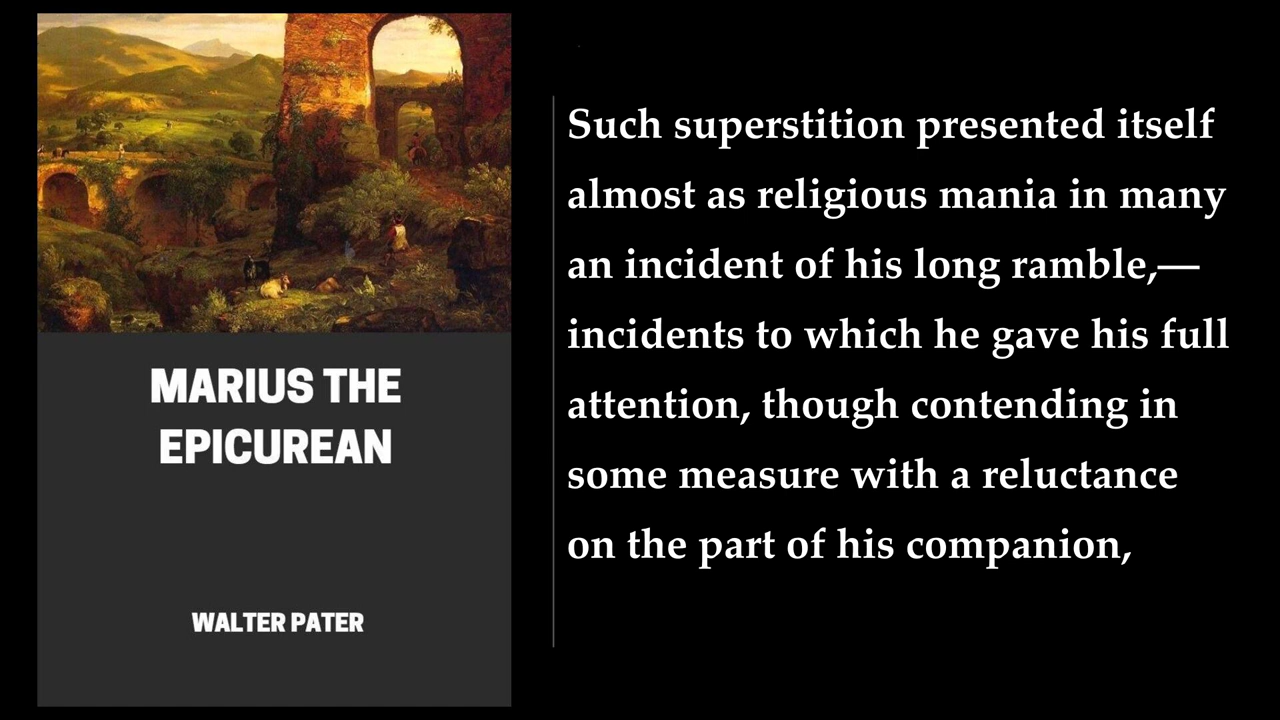 MARIUS THE
EPICUREAN
WALTER PATER
Such superstition presented itself
almost as religious mania in many
an incident of his long ramble,—
incidents to which he gave his full
attention, though contending in
some measure with a reluctance
on the part of his companion,